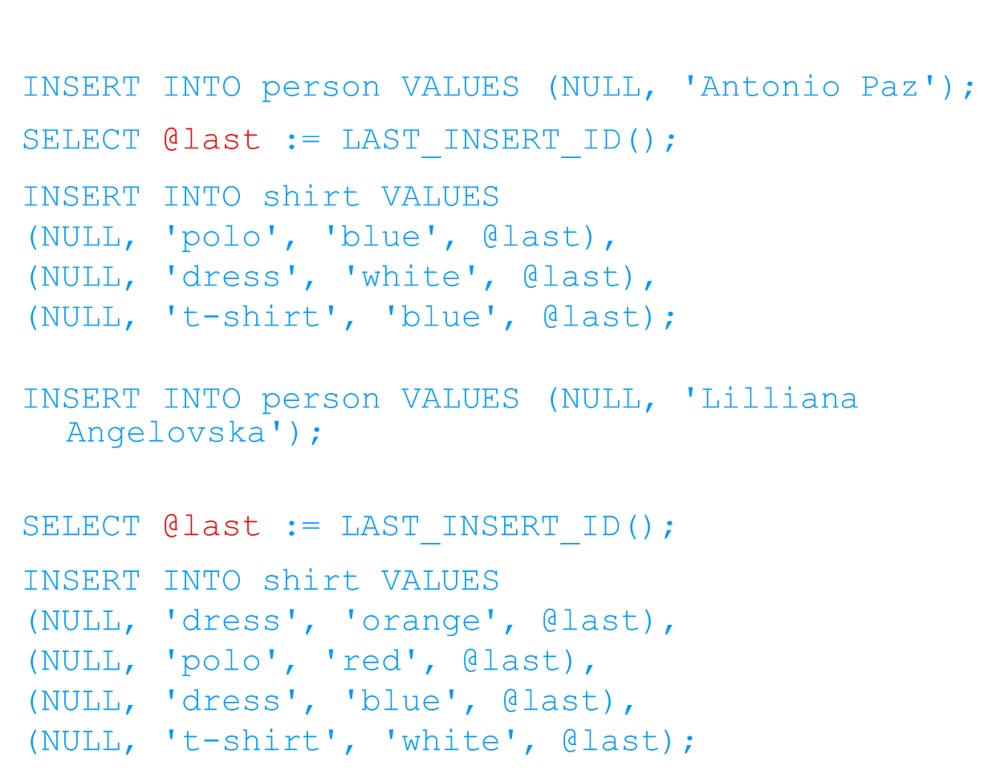 INSERT INTO person VALUES (NULL, 'Antonio Paz');
SELECT @last := LAST_INSERT_ID();
INSERT INTO shirt VALUES
(NULL, 'polo', 'blue', @last),
(NULL, 'dress', 'white', @last),
(NULL, 't-shirt', 'blue', @last);
INSERT INTO person VALUES (NULL, 'Lilliana
Angelovska');
SELECT @last := LAST_INSERT_ID();
INSERT INTO shirt VALUES
(NULL, 'dress', 'orange', @last),
(NULL, 'polo', 'red', @last),
(NULL, 'dress', 'blue', @last),
(NULL, 't-shirt', 'white', @last);